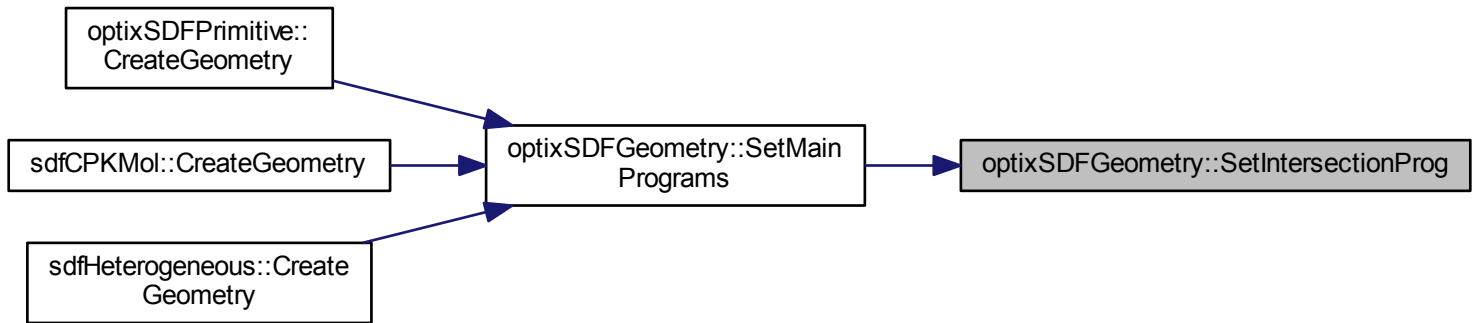 optixSDFPrimitive::
CreateGeometry
sdfCPKMol::CreateGeometry
sdfHeterogeneous::Create
Geometry
optixSDFGeometry::SetMain
Programs
optixSDFGeometry::SetIntersectionProg